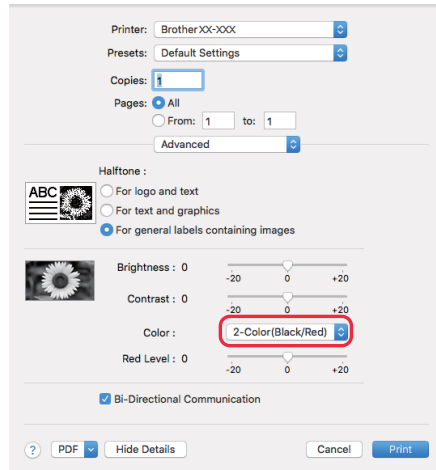 Printer: Brother XX-XXX
Presets: Default Settings
Copies: 1
Pages: All
From: 1 to: 1
Advanced
Halftone :
ABC
For logo and text
For text and graphics
For general labels containing images
Brightness : 0
-20 0 +20
Contrast : 0
-20 0 +20
Color : 2-Color(Black/Red)
Red Level : 0
-20 0 +20
Bi-Directional Communication
? PDF Hide Details Cancel Print